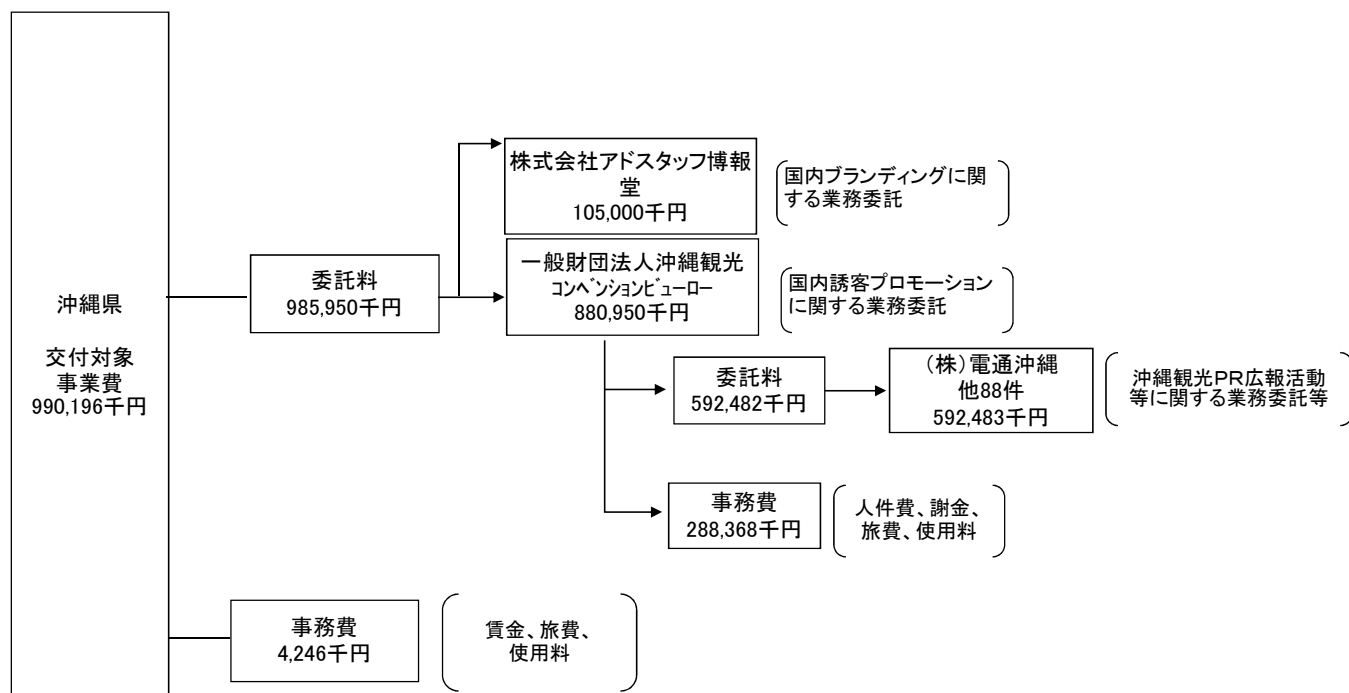 沖縄県
交付対象
事業費
990,196千円
委託料
985,950千円
株式会社アドスタッフ博報
堂
105,000千円
国内ブランディングに関
する業務委託
一般財団法人沖縄観光
コンベンションビューロー
880,950千円
国内誘客プロモーション
に関する業務委託
委託料
592,482千円
(株)電通沖縄
他88件
592,483千円
沖縄観光PR広報活動
等に関する業務委託等
事務費
288,368千円
人件費、謝金、
旅費、使用料
事務費
4,246千円
賃金、旅費、
使用料